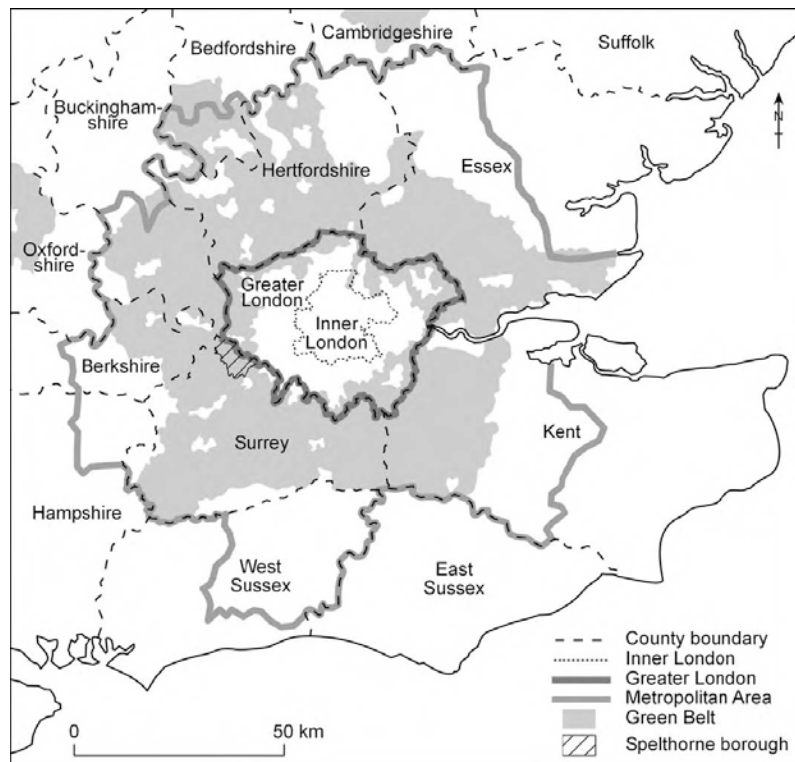 Cambridgeshire
Bedfordshire
Suffolk
Buckingham-
shire
N
Hertfordshire
Essex
Oxford-
shire
Greater
London
Inner
London
Berkshire
Surrey
Kent
Hampshire
West
Sussex
East
Sussex
County boundary
Inner London
Greater London
Metropolitan Area
Green Belt
Spelthorne borough
0
50 km